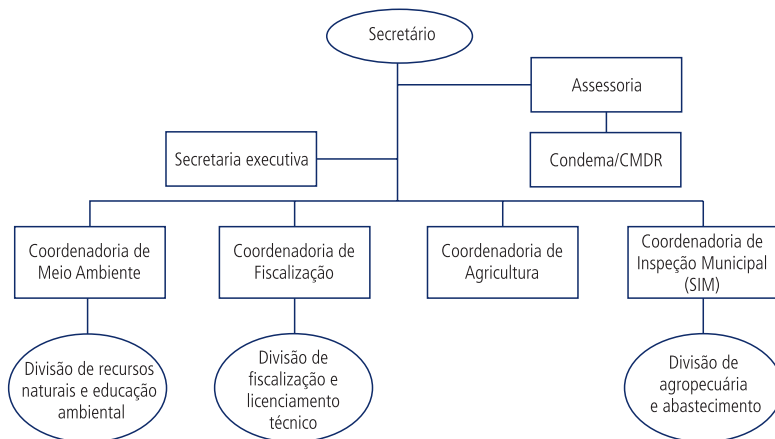 Secretário
Assessoria
Secretaria executiva
Condema/CMDR
Coordenadoria de
Meio Ambiente
Coordenadoria de
Fiscalização
Coordenadoria de
Agricultura
Coordenadoria de
Inspeção Municipal
(SIM)
Divisão de recursos
naturais e educação
ambiental
Divisão de
fiscalização e
licenciamento
técnico
Divisão de
agropecuária
e abastecimento